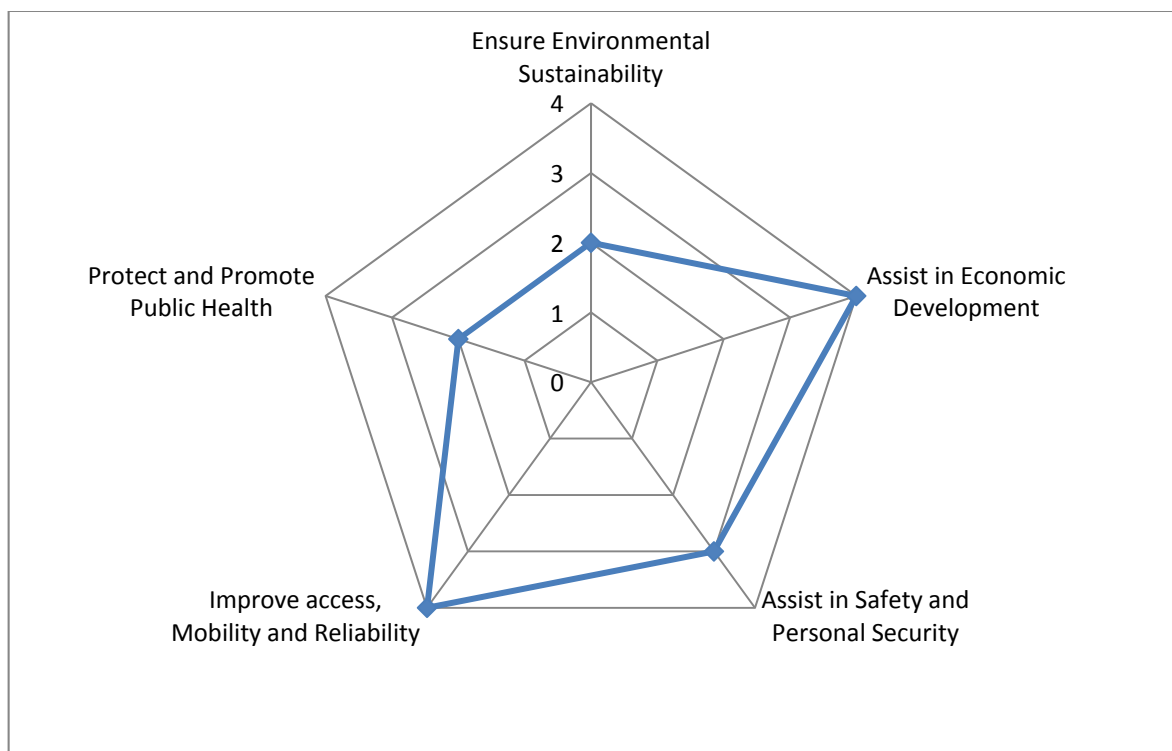 Ensure Environmental
Sustainability
4
3
2
1
0
Assist in Economic
Development
Assist in Safety and
Personal Security
Improve access,
Mobility and Reliability
Protect and Promote
Public Health